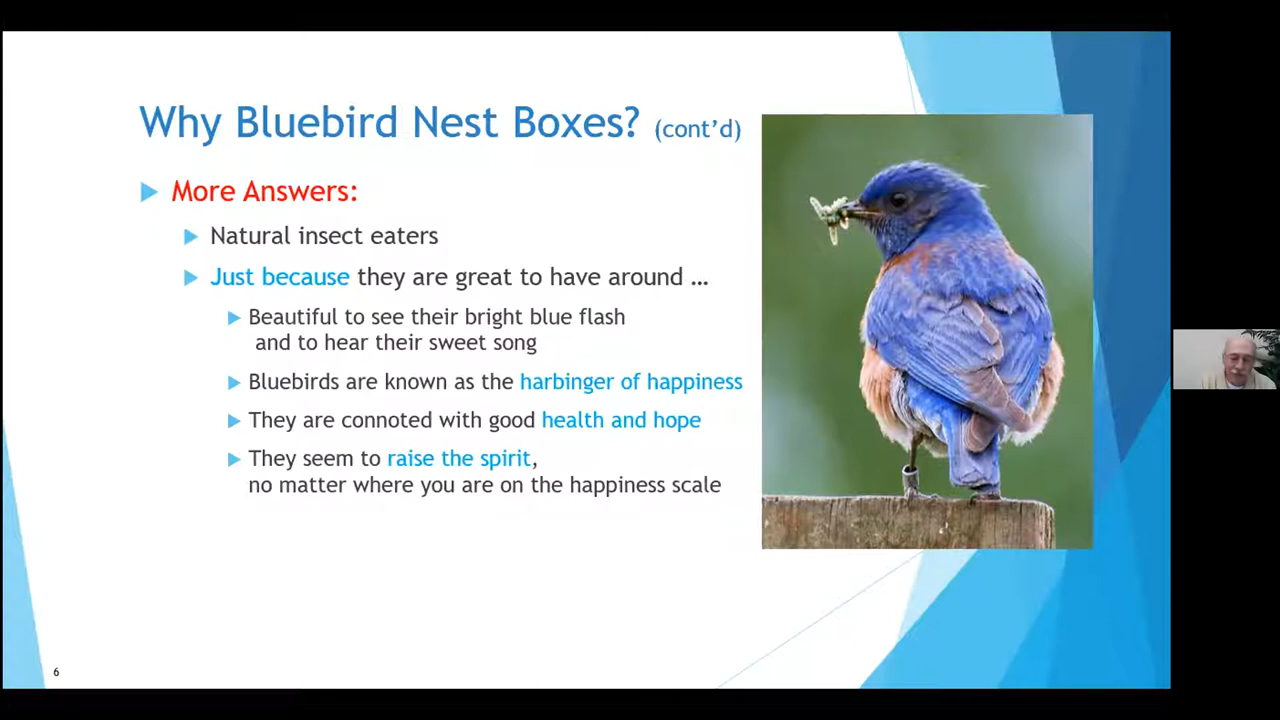 Why Bluebird Nest Boxes? (cont’d)
More Answers:
Natural insect eaters
Just because they are great to have around …
Beautiful to see their bright blue flash
and to hear their sweet song
Bluebirds are known as the harbinger of happiness
They are connoted with good health and hope
They seem to raise the spirit,
no matter where you are on the happiness scale
6